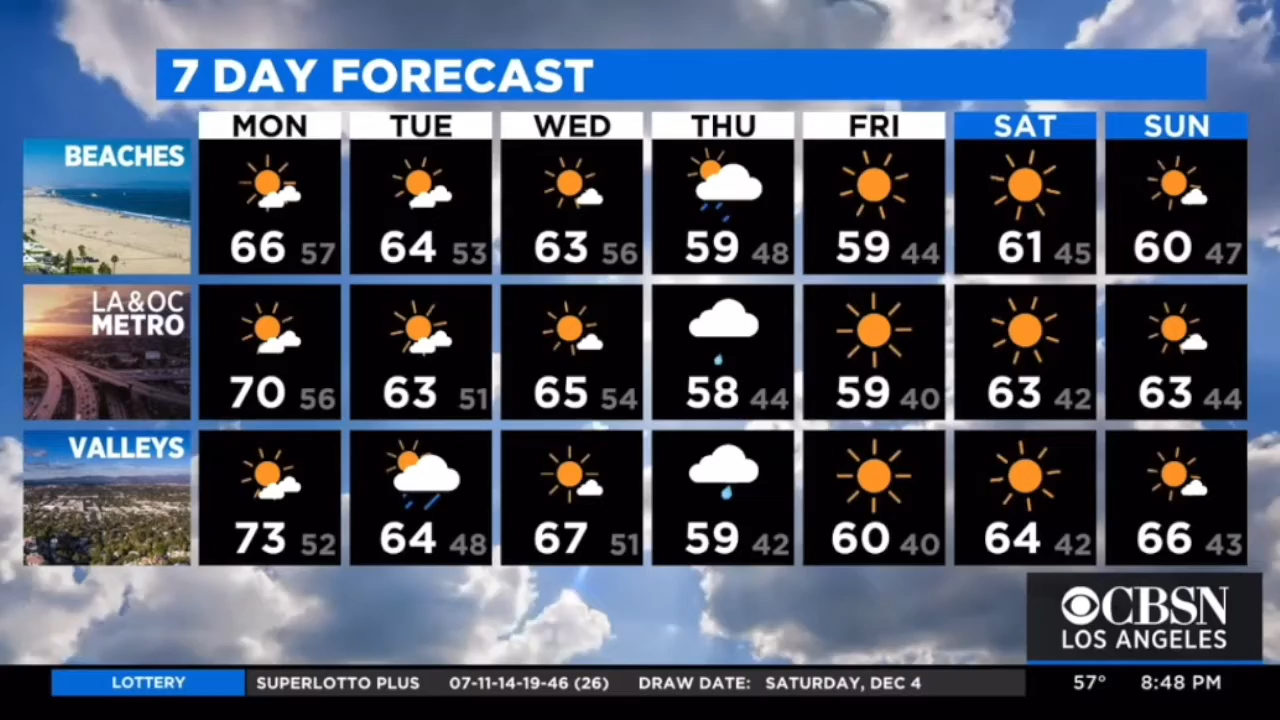 7 DAY FORECAST
MON TUE WED THU FRI SAT SUN
BEACHES
66 57 64 53 63 56 59 48 59 44 61 45 60 47
LA&OC
METRO
70 56 63 51 65 54 58 44 59 40 63 42 63 44
VALLEYS
73 52 64 48 67 51 59 42 60 40 64 42 66 43
CBSN
LOS ANGELES
LOTTERY SUPERLOTTO PLUS 07-11-14-19-46 (26) DRAW DATE: SATURDAY, DEC 4 57° 8:48 PM